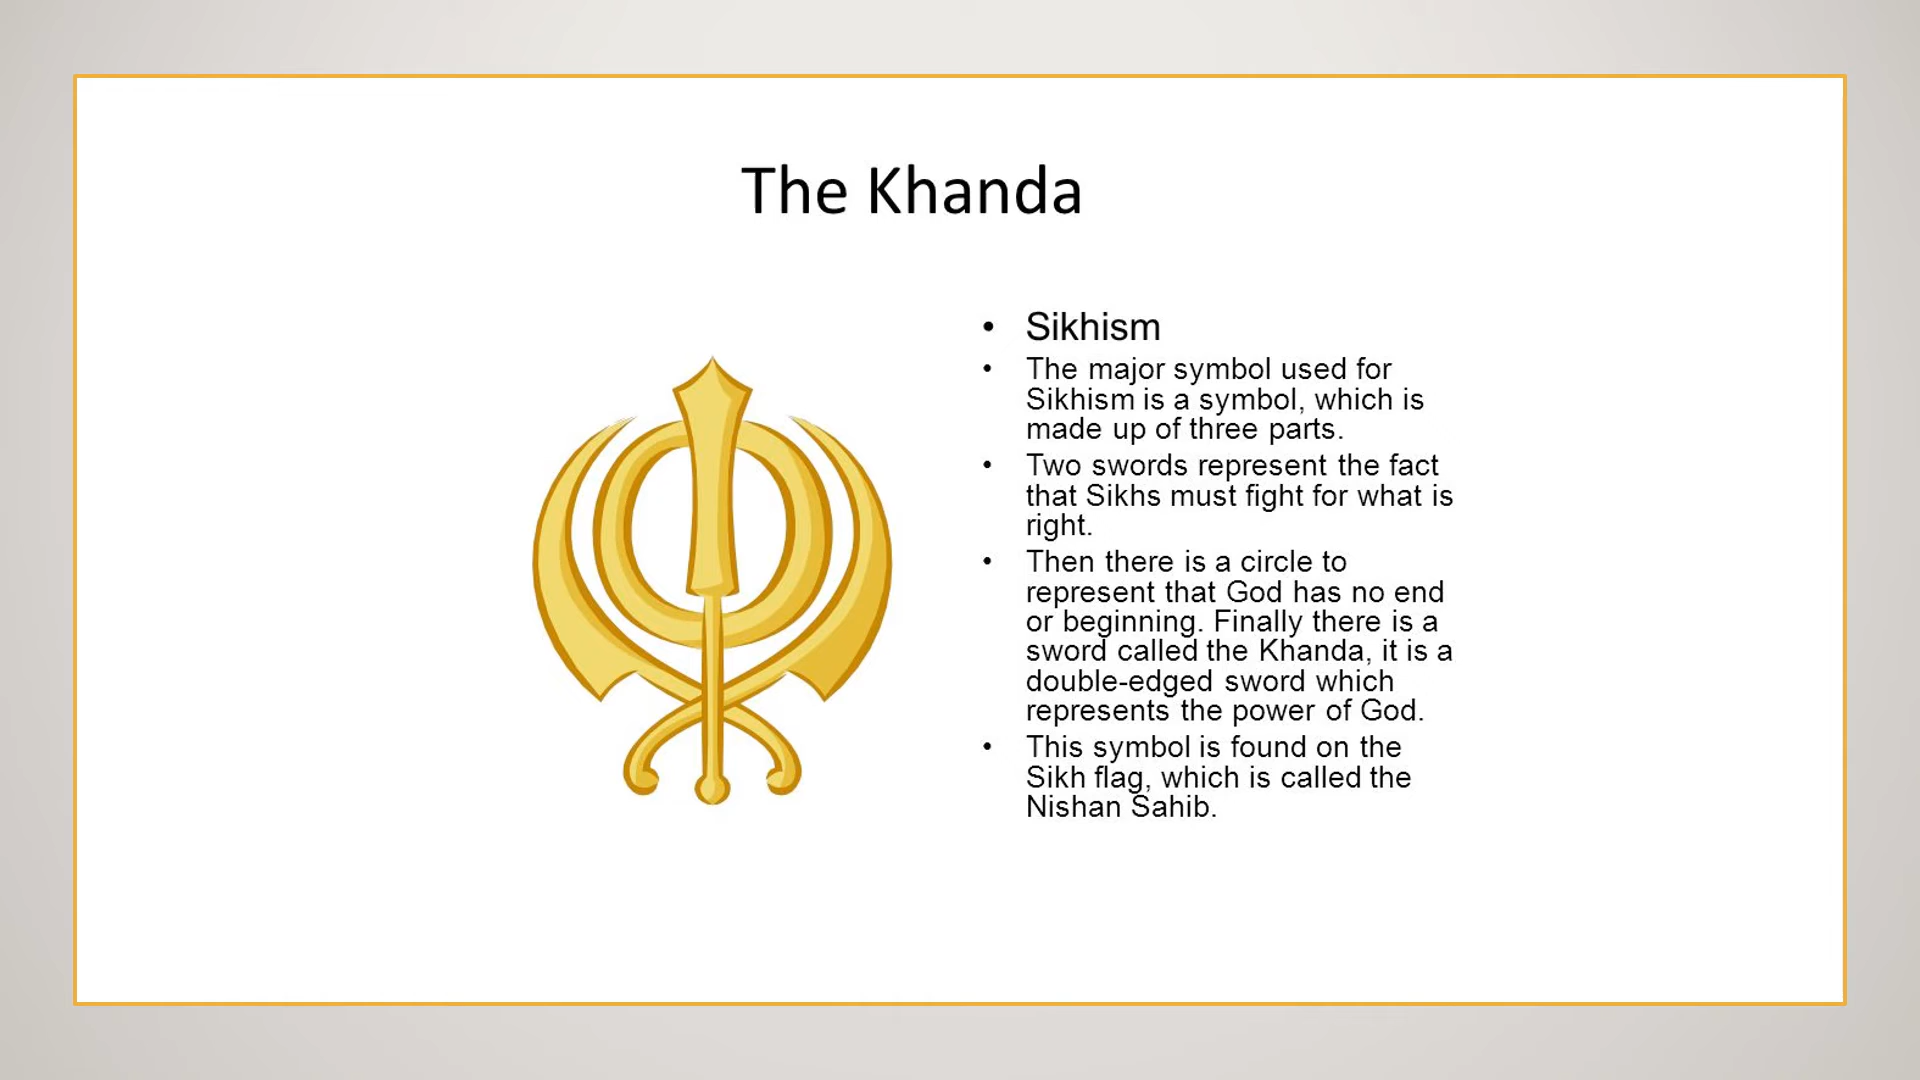 The Khanda
• Sikhism
• The major symbol used for
Sikhism is a symbol, which is
made up of three parts.
• Two swords represent the fact
that Sikhs must fight for what is
right.
• Then there is a circle to
represent that God has no end
or beginning. Finally there is a
sword called the Khanda, it is a
double-edged sword which
represents the power of God.
• This symbol is found on the
Sikh flag, which is called the
Nishan Sahib.